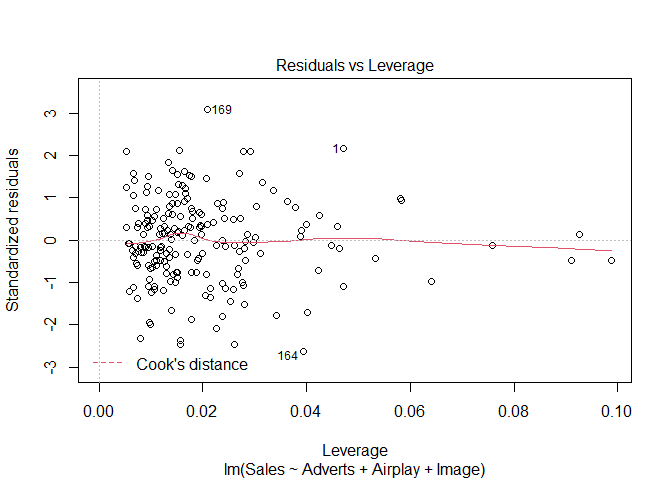 Residuals vs Leverage
Standardized residuals
3
2
1
0
-1
-2
-3
169
1
164
Cook's distance
0.00 0.02 0.04 0.06 0.08 0.10
Leverage
lm(Sales ~ Adverts + Airplay + Image)